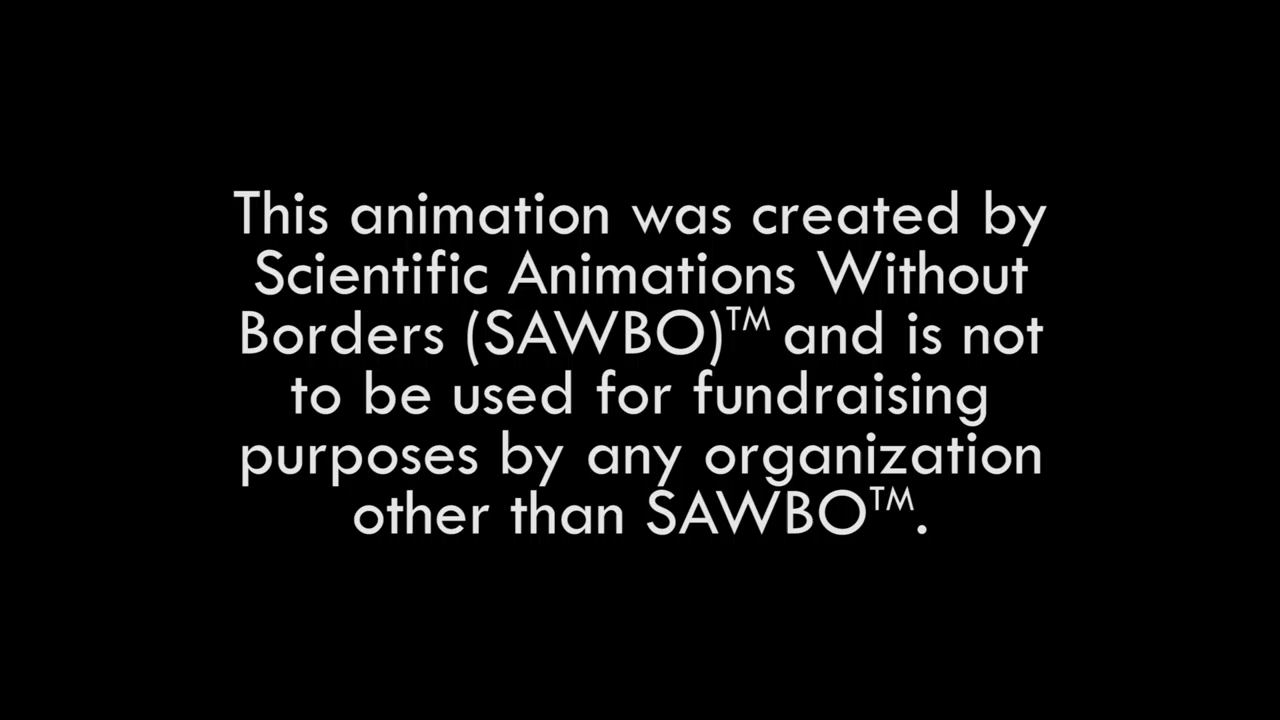 This animation was created by
Scientific Animations Without
Borders (SAWBO)™ and is not
to be used for fundraising
purposes by any organization
other than SAWBO™.